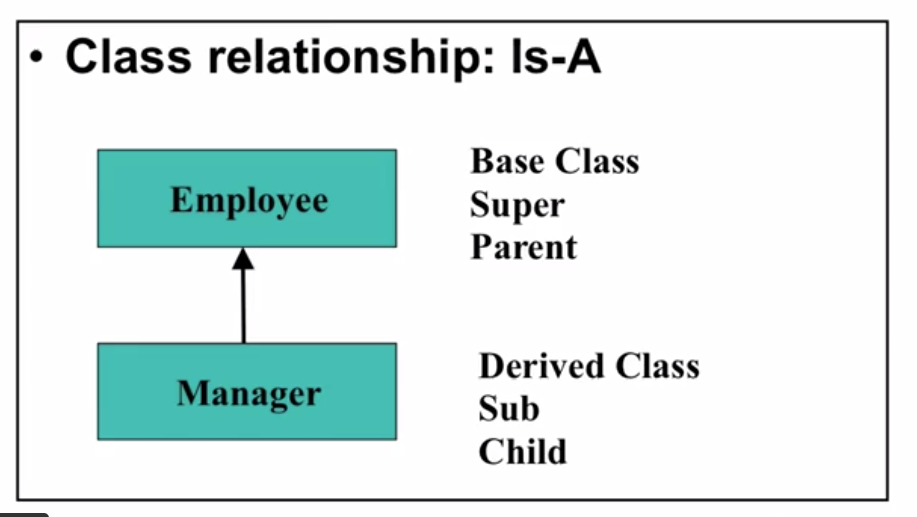 • Class relationship: Is-A
Employee
Base Class
Super
Parent
Manager
Derived Class
Sub
Child